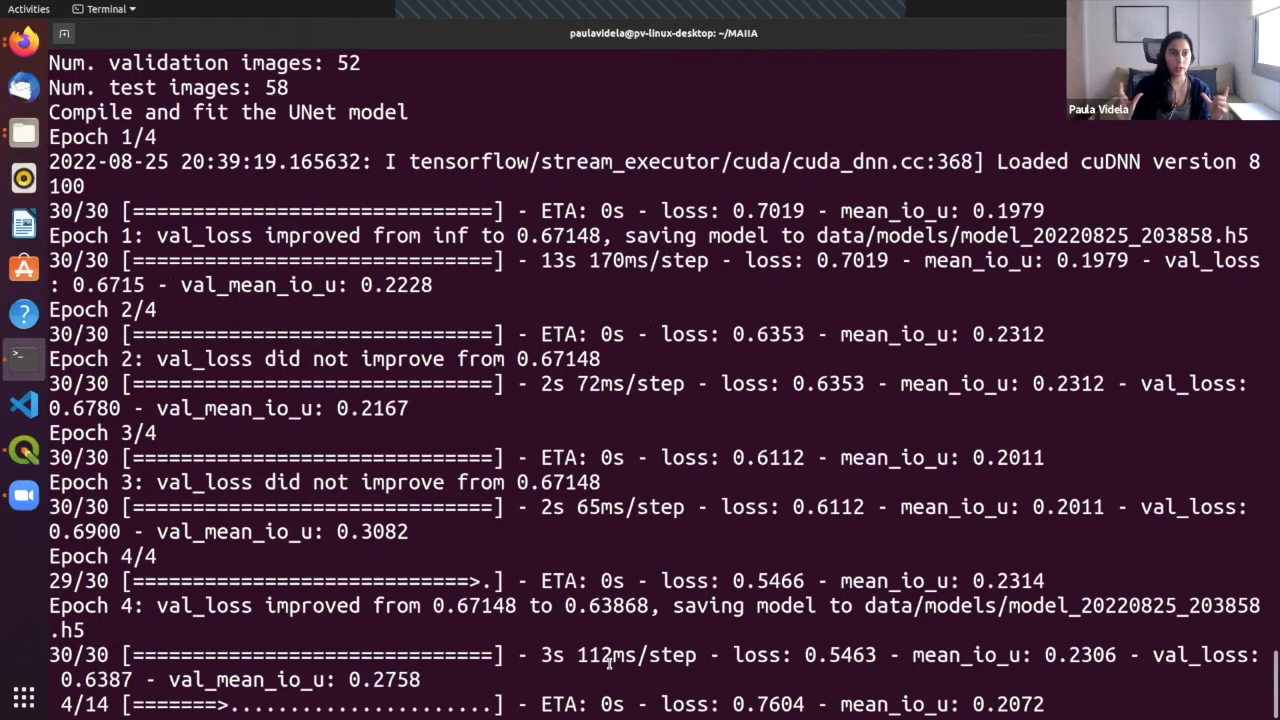 Activities
Terminal
paulavidela@pv-linux-desktop: ~/MAIIA
Paula Videla
Num. validation images: 52
Num. test images: 58
Compile and fit the UNet model
Epoch 1/4
2022-08-25 20:39:19.165632: I tensorflow/stream_executor/cuda/cuda_dnn.cc:368] Loaded cuDNN version 8
100
30/30 [==============================] - ETA: 0s - loss: 0.7019 - mean_io_u: 0.1979
Epoch 1: val_loss improved from inf to 0.67148, saving model to data/models/model_20220825_203858.h5
30/30 [==============================] - 13s 170ms/step - loss: 0.7019 - mean_io_u: 0.1979 - val_loss
: 0.6715 - val_mean_io_u: 0.2228
Epoch 2/4
30/30 [==============================] - ETA: 0s - loss: 0.6353 - mean_io_u: 0.2312
Epoch 2: val_loss did not improve from 0.67148
30/30 [==============================] - 2s 72ms/step - loss: 0.6353 - mean_io_u: 0.2312 - val_loss:
0.6780 - val_mean_io_u: 0.2167
Epoch 3/4
30/30 [==============================] - ETA: 0s - loss: 0.6112 - mean_io_u: 0.2011
Epoch 3: val_loss did not improve from 0.67148
30/30 [==============================] - 2s 65ms/step - loss: 0.6112 - mean_io_u: 0.2011 - val_loss:
0.6900 - val_mean_io_u: 0.3082
Epoch 4/4
29/30 [============================>.] - ETA: 0s - loss: 0.5466 - mean_io_u: 0.2314
Epoch 4: val_loss improved from 0.67148 to 0.63868, saving model to data/models/model_20220825_203858
.h5
30/30 [==============================] - 3s 112ms/step - loss: 0.5463 - mean_io_u: 0.2306 - val_loss:
0.6387 - val_mean_io_u: 0.2758
4/14 [=======>......................] - ETA: 0s - loss: 0.7604 - mean_io_u: 0.2072